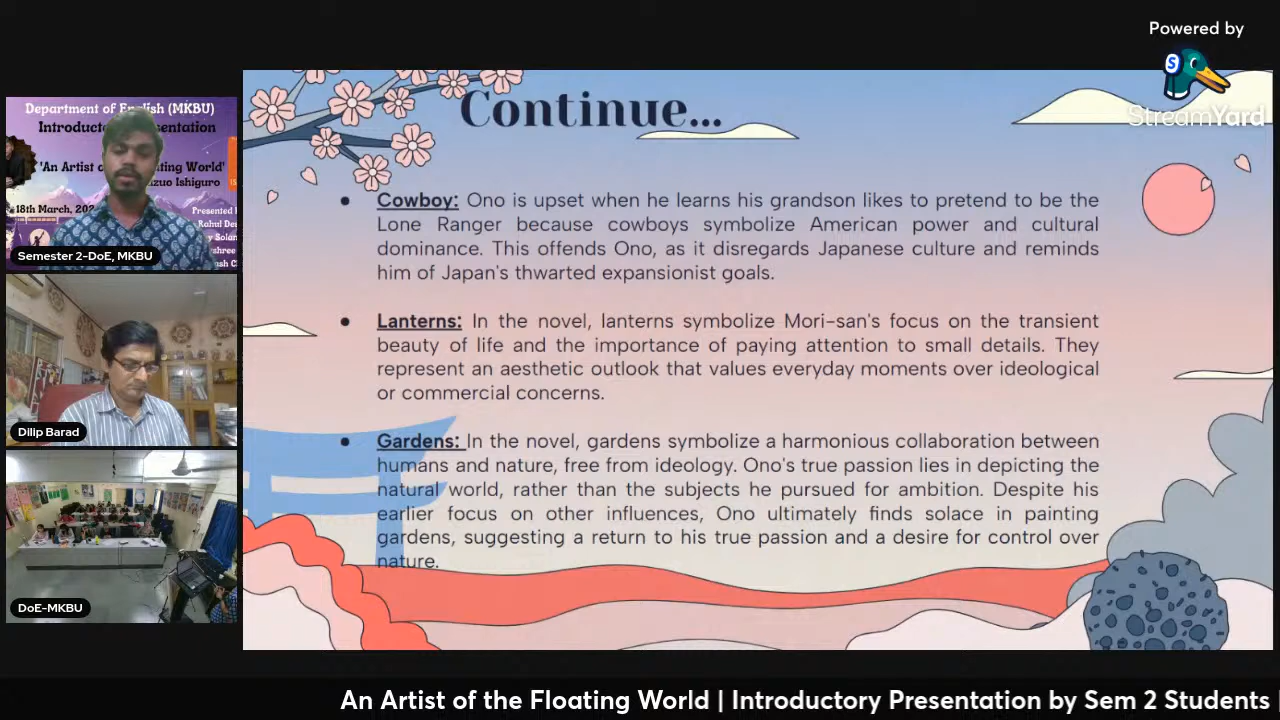 Powered by
S
StreamYard
Department of English (MKBU)
Presentation
'An Artist
World'
Ishiguro
18th March,
Presented
Semester 2-DoE, MKBU
Dilip Barad
DoE-MKBU
Continue...
● Cowboy: Ono is upset when he learns his grandson likes to pretend to be the
Lone Ranger because cowboys symbolize American power and cultural
dominance. This offends Ono, as it disregards Japanese culture and reminds
him of Japan's thwarted expansionist goals.
● Lanterns: In the novel, lanterns symbolize Mori-san's focus on the transient
beauty of life and the importance of paying attention to small details. They
represent an aesthetic outlook that values everyday moments over ideological
or commercial concerns.
● Gardens: In the novel, gardens symbolize a harmonious collaboration between
humans and nature, free from ideology. Ono's true passion lies in depicting the
natural world, rather than the subjects he pursued for ambition. Despite his
earlier focus on other influences, Ono ultimately finds solace in painting
gardens, suggesting a return to his true passion and a desire for control over
nature.
An Artist of the Floating World | Introductory Presentation by Sem 2 Students